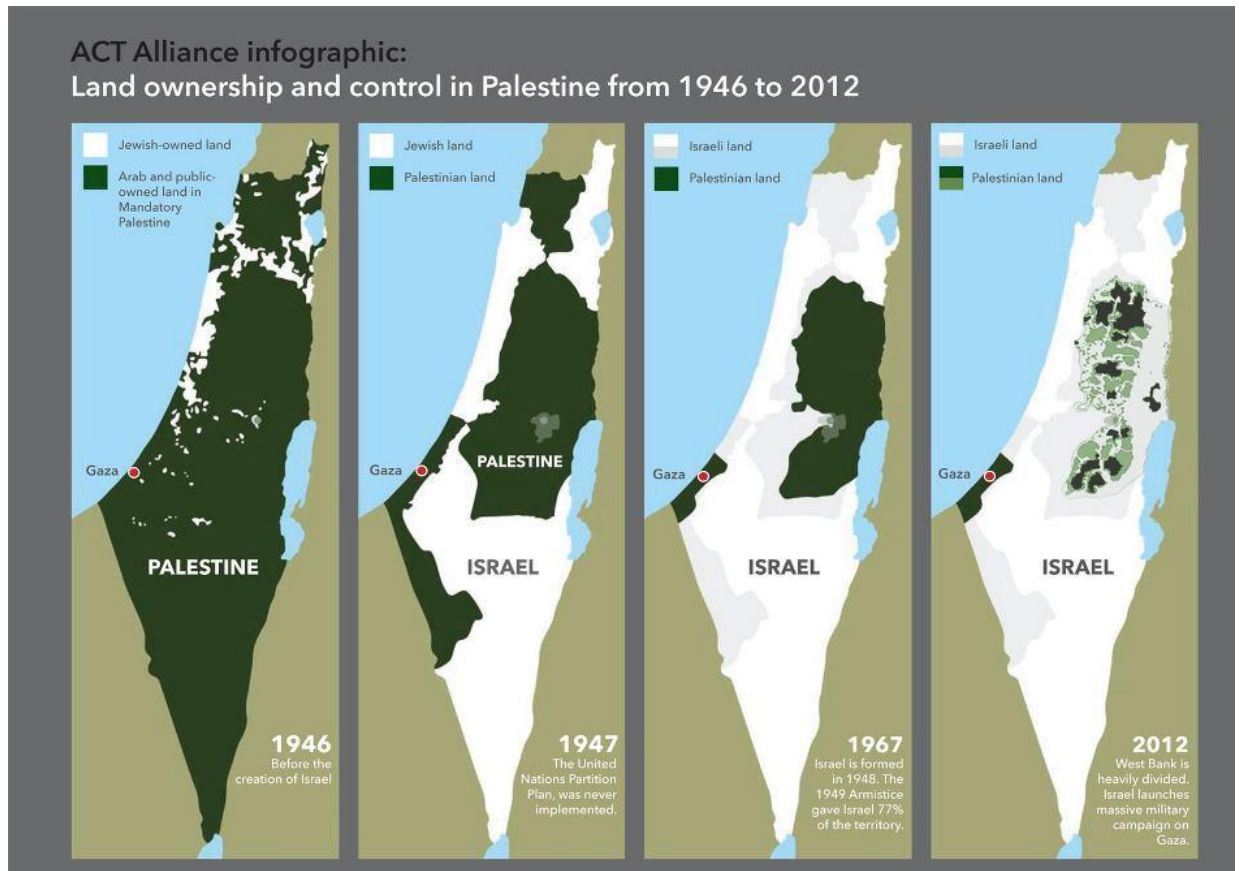 ACT Alliance infographic:
Land ownership and control in Palestine from 1946 to 2012
Jewish-owned land
Arab and public-
owned land in
Mandatory
Palestine
Gaza
PALESTINE
1946
Before the
creation of Israel
Jewish land
Palestinian land
Gaza
PALESTINE
ISRAEL
1947
The United
Nations Partition
Plan, was never
implemented.
Israeli land
Palestinian land
Gaza
ISRAEL
1967
Israel is formed
in 1948. The
1949 Armistice
gave Israel 77%
of the territory.
Israeli land
Palestinian land
Gaza
ISRAEL
2012
West Bank is
heavily divided.
Israel launches
massive military
campaign on
Gaza.